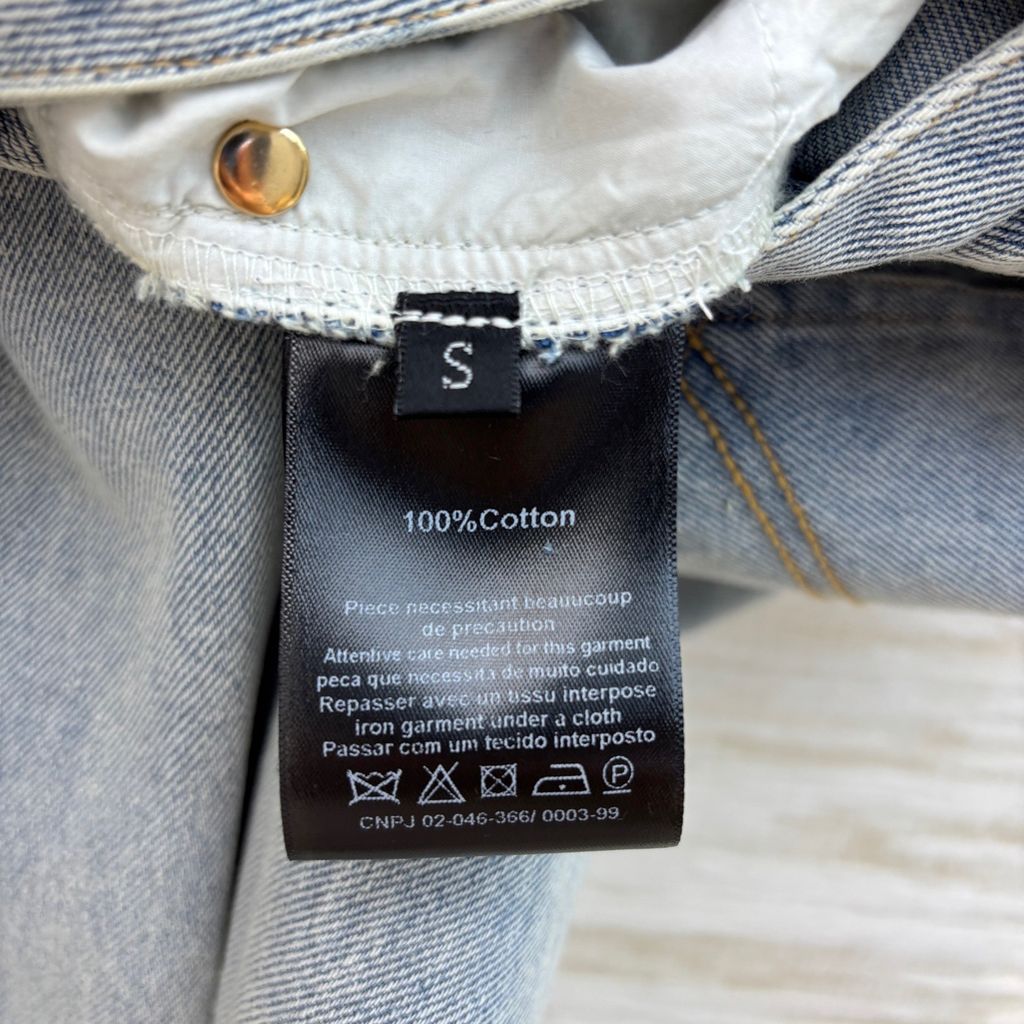 S
100%Cotton
Piece necessitant beauucoup
de precaution
Attentive care needed for this garment
peca que necessita de muito cuidado
Repasser avec un tissu interpose
iron garment under a cloth
Passar com um tecido interposto
P
CNPJ 02-046-366/ 0003-99